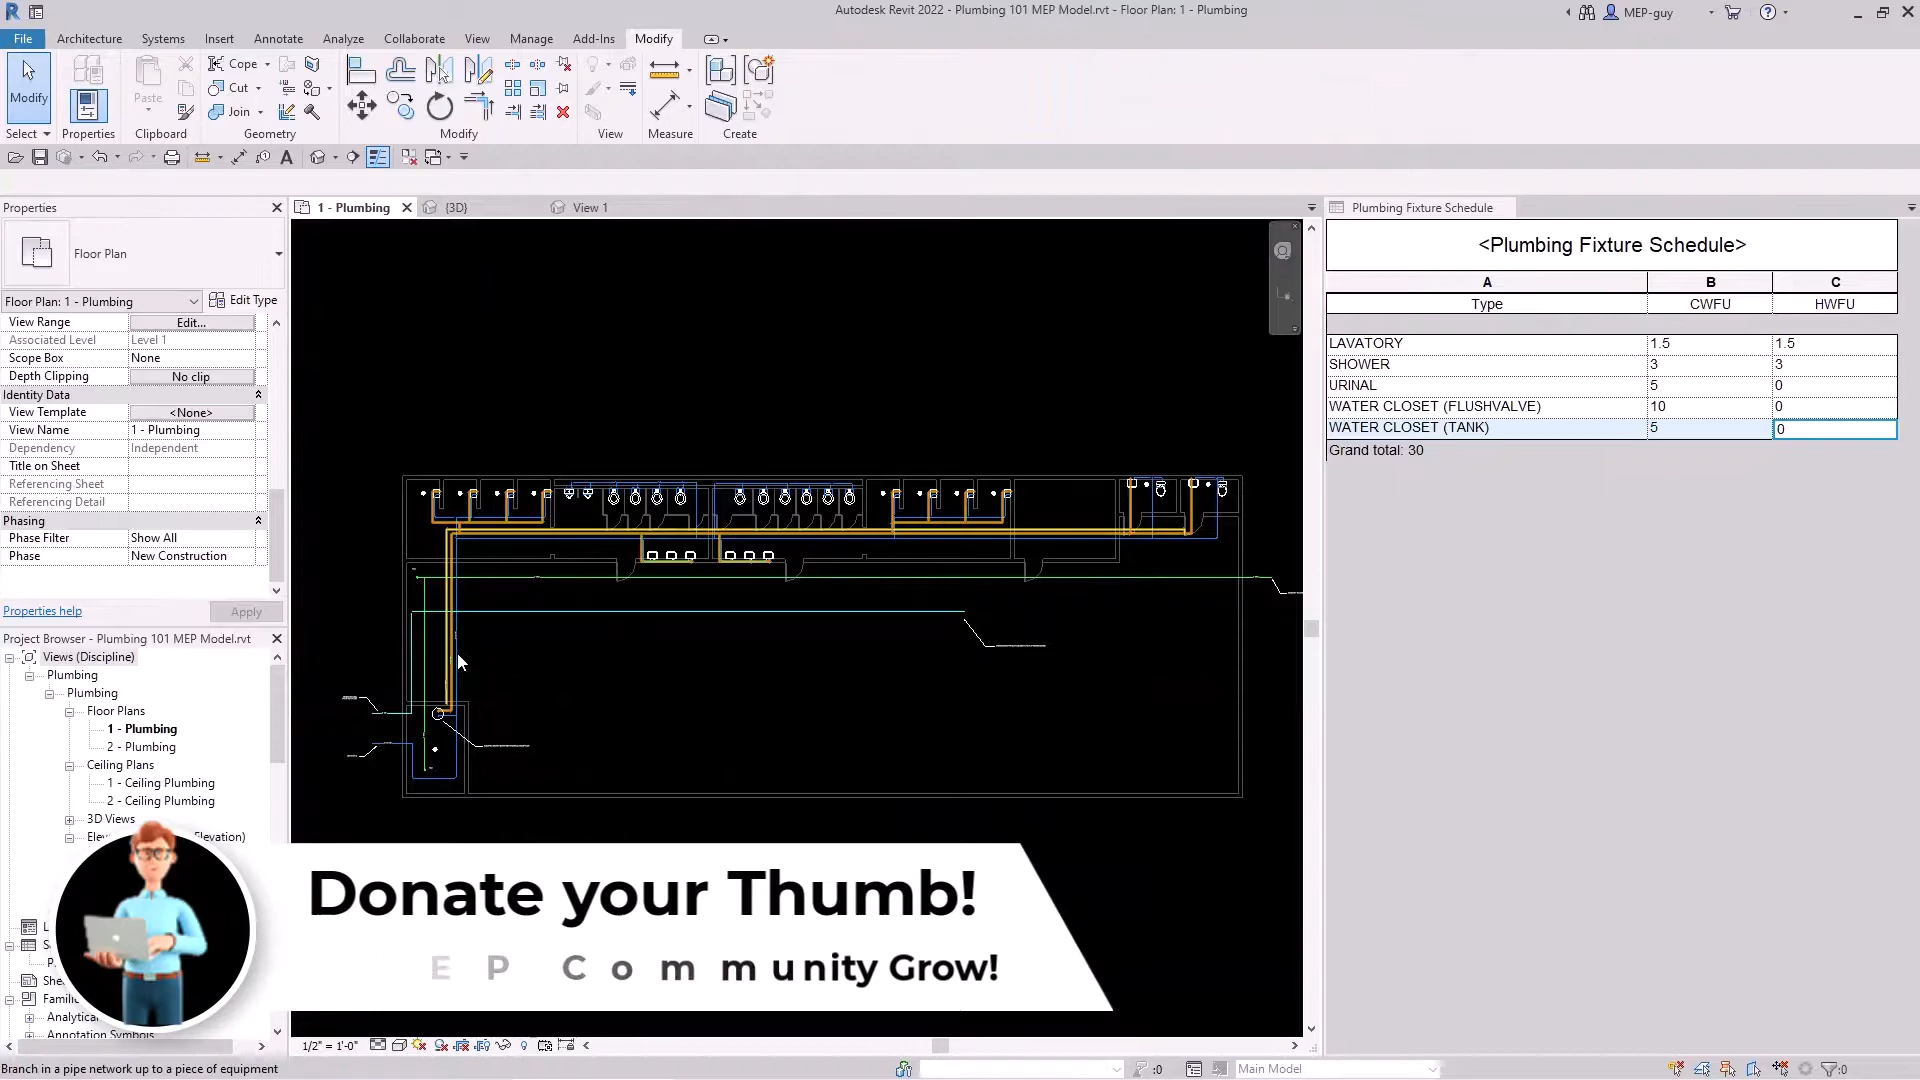 Autodesk Revit 2022 - Plumbing 101 MEP Model.rvt - Floor Plan: 1 - Plumbing
MEP-guy
File Architecture Systems Insert Annotate Analyze Collaborate View Manage Add-Ins Modify
Modify
Paste
Cope
Cut
Join
Select Properties Clipboard Geometry Modify View Measure Create
Properties
Floor Plan
Floor Plan: 1 - Plumbing Edit Type
View Range Edit...
Associated Level Level 1
Scope Box None
Depth Clipping No clip
Identity Data
View Template <None>
View Name 1 - Plumbing
Dependency Independent
Title on Sheet
Referencing Sheet
Referencing Detail
Phasing
Phase Filter Show All
Phase New Construction
Properties help Apply
Project Browser - Plumbing 101 MEP Model.rvt
Views (Discipline)
Plumbing
Plumbing
Floor Plans
1 - Plumbing
2 - Plumbing
Ceiling Plans
1 - Ceiling Plumbing
2 - Ceiling Plumbing
3D Views
Elevation)
Analytical
Annotation Symbols
1 - Plumbing {3D} View 1
Plumbing Fixture Schedule
<Plumbing Fixture Schedule>
A B C
Type CWFU HWFU
LAVATORY 1.5 1.5
SHOWER 3 3
URINAL 5 0
WATER CLOSET (FLUSHVALVE) 10 0
WATER CLOSET (TANK) 5 0
Grand total: 30
Donate your Thumb!
E P Community Grow!
1/2" = 1'-0"
Branch in a pipe network up to a piece of equipment
:0
Main Model
:0